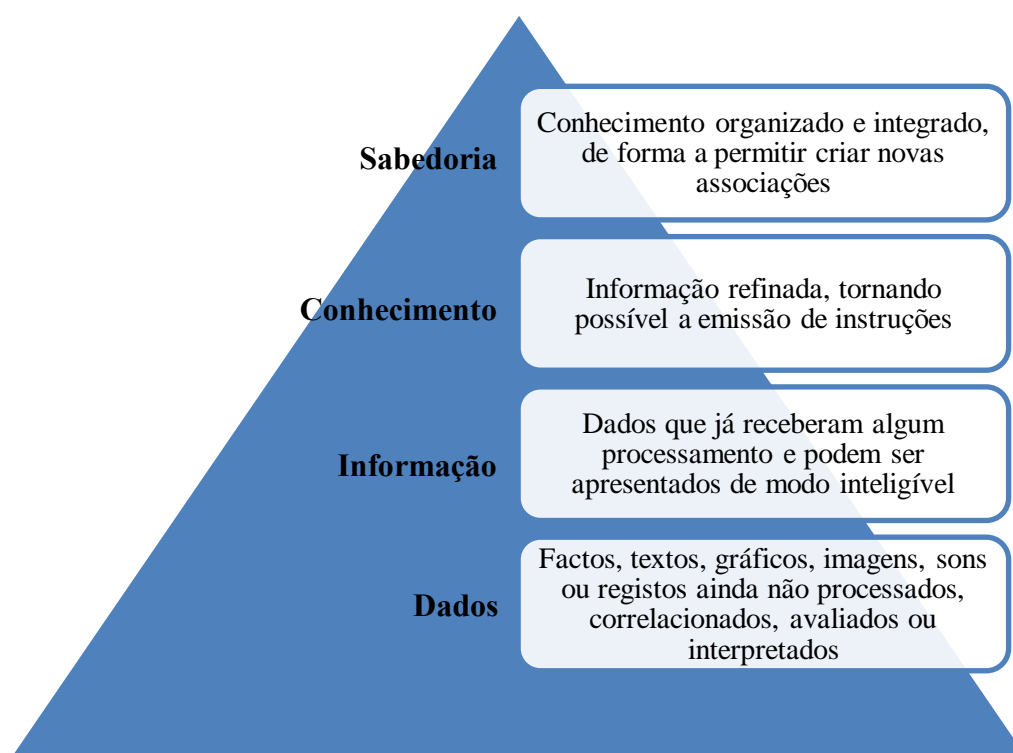 Sabedoria
Conhecimento organizado e integrado,
de forma a permitir criar novas
associações
Conhecimento
Informação refinada, tornando
possível a emissão de instruções
Informação
Dados que já receberam algum
processamento e podem ser
apresentados de modo inteligível
Dados
Factos, textos, gráficos, imagens, sons
ou registos ainda não processados,
correlacionados, avaliados ou
interpretados